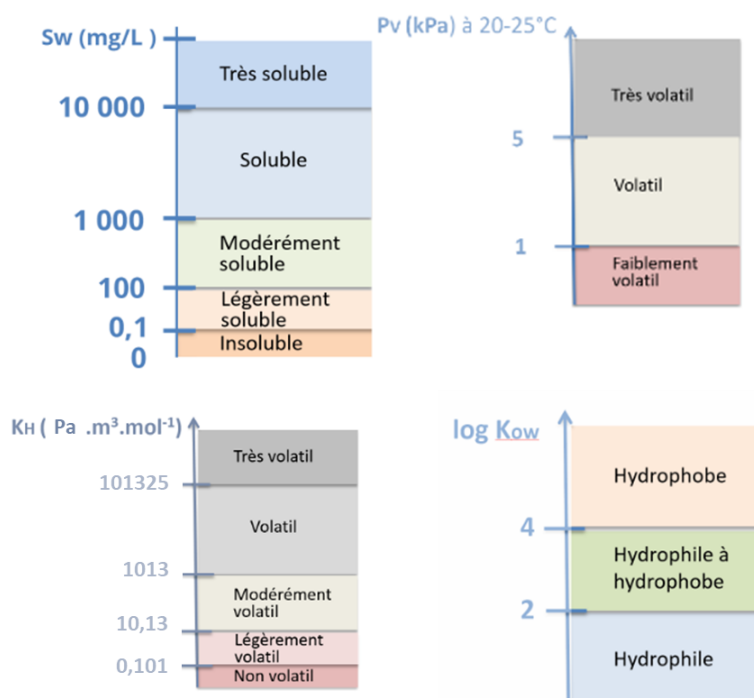 Sw (mg/L )
Très soluble
10 000
Soluble
1 000
Modérément
soluble
100
Légèrement
soluble
0,1
Insoluble
0
Pv (kPa) à 20-25°C
Très volatil
5
Volatil
1
Faiblement
volatil
KH ( Pa .m³.mol⁻¹)
Très volatil
101325
Volatil
1013
Modérément
volatil
10,13
Légèrement
volatil
0,101
Non volatil
log Kow
Hydrophobe
4
Hydrophile à
hydrophobe
2
Hydrophile